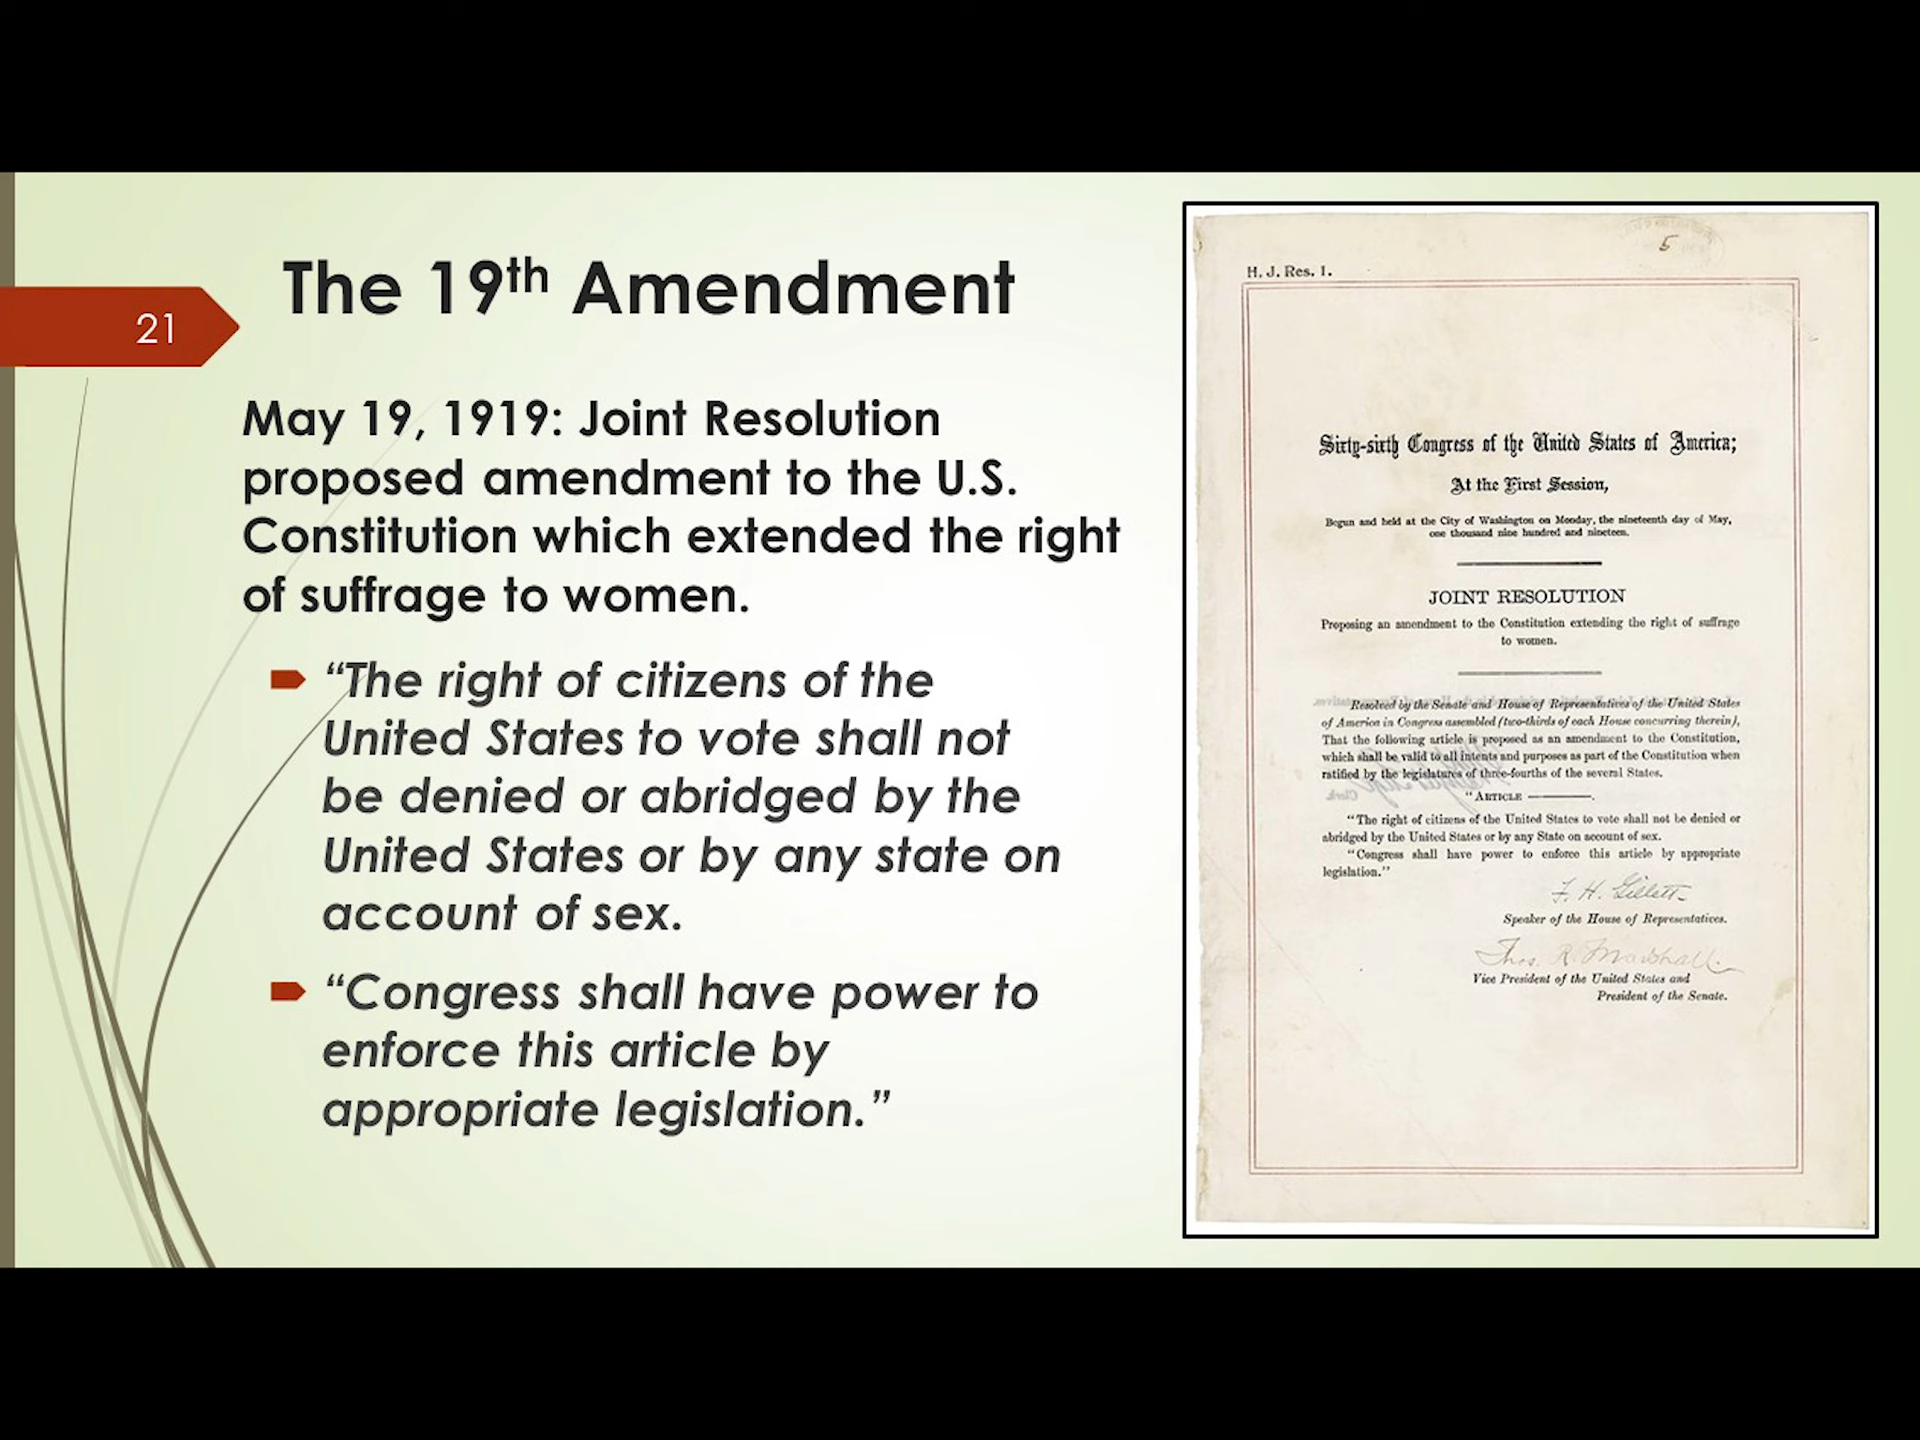 21
The 19th Amendment
May 19, 1919: Joint Resolution
proposed amendment to the U.S.
Constitution which extended the right
of suffrage to women.
“The right of citizens of the
United States to vote shall not
be denied or abridged by the
United States or by any state on
account of sex.
“Congress shall have power to
enforce this article by
appropriate legislation.”
5
H. J. Res. 1.
Sixty-sixth Congress of the United States of America;
At the First Session,
Begun and held at the City of Washington on Monday, the nineteenth day of May,
one thousand nine hundred and nineteen.
JOINT RESOLUTION
Proposing an amendment to the Constitution extending the right of suffrage
to women.
Resolved by the Senate and House of Representatives of the United States
of America in Congress assembled (two-thirds of each House concurring therein),
That the following article is proposed as an amendment to the Constitution,
which shall be valid to all intents and purposes as part of the Constitution when
ratified by the legislatures of three-fourths of the several States.
“ARTICLE ———.
“The right of citizens of the United States to vote shall not be denied or
abridged by the United States or by any State on account of sex.
“Congress shall have power to enforce this article by appropriate
legislation.”
F. H. Gillett
Speaker of the House of Representatives.
Thos. R. Marshall
Vice President of the United States and
President of the Senate.